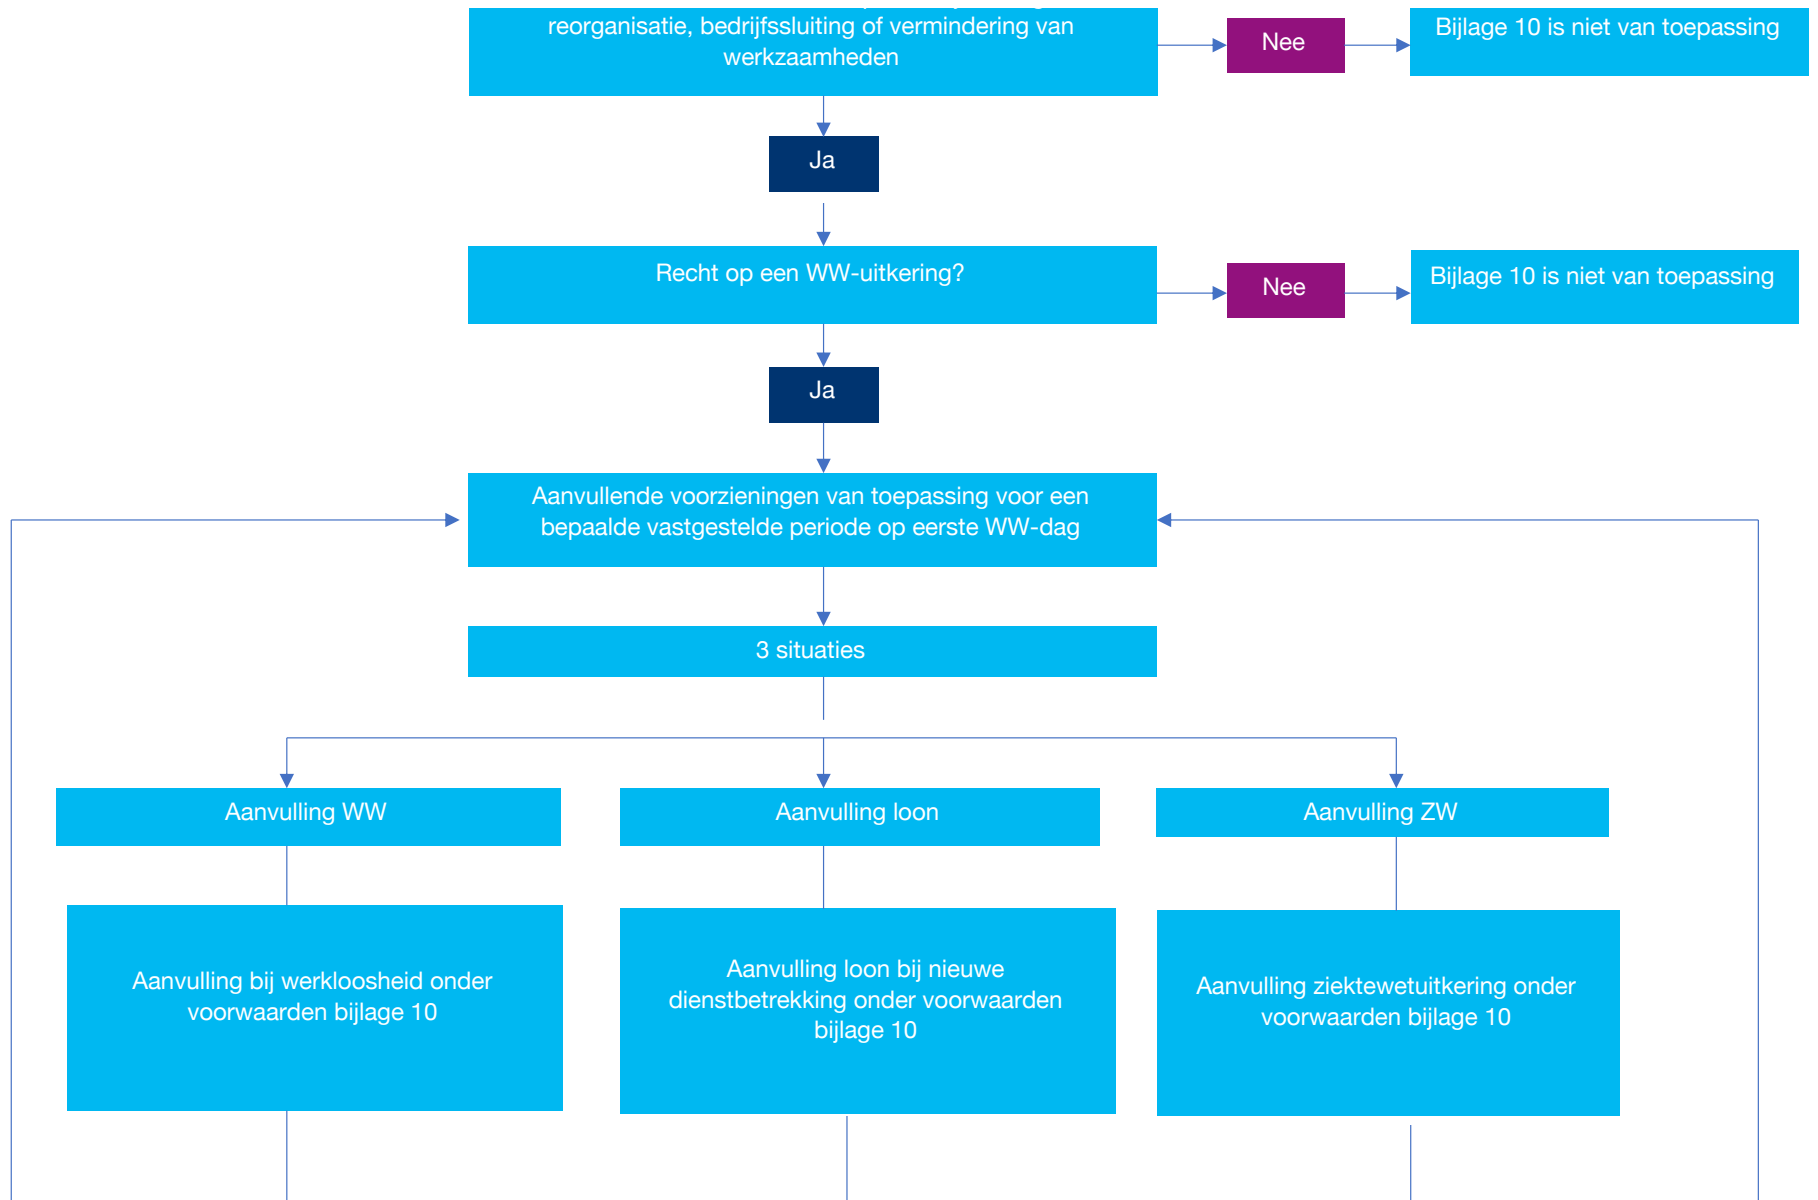 reorganisatie, bedrijfssluiting of vermindering van
werkzaamheden
Nee
Bijlage 10 is niet van toepassing
Ja
Recht op een WW-uitkering?
Nee
Bijlage 10 is niet van toepassing
Ja
Aanvullende voorzieningen van toepassing voor een
bepaalde vastgestelde periode op eerste WW-dag
3 situaties
Aanvulling WW
Aanvulling loon
Aanvulling ZW
Aanvulling bij werkloosheid onder
voorwaarden bijlage 10
Aanvulling loon bij nieuwe
dienstbetrekking onder voorwaarden
bijlage 10
Aanvulling ziektewetuitkering onder
voorwaarden bijlage 10